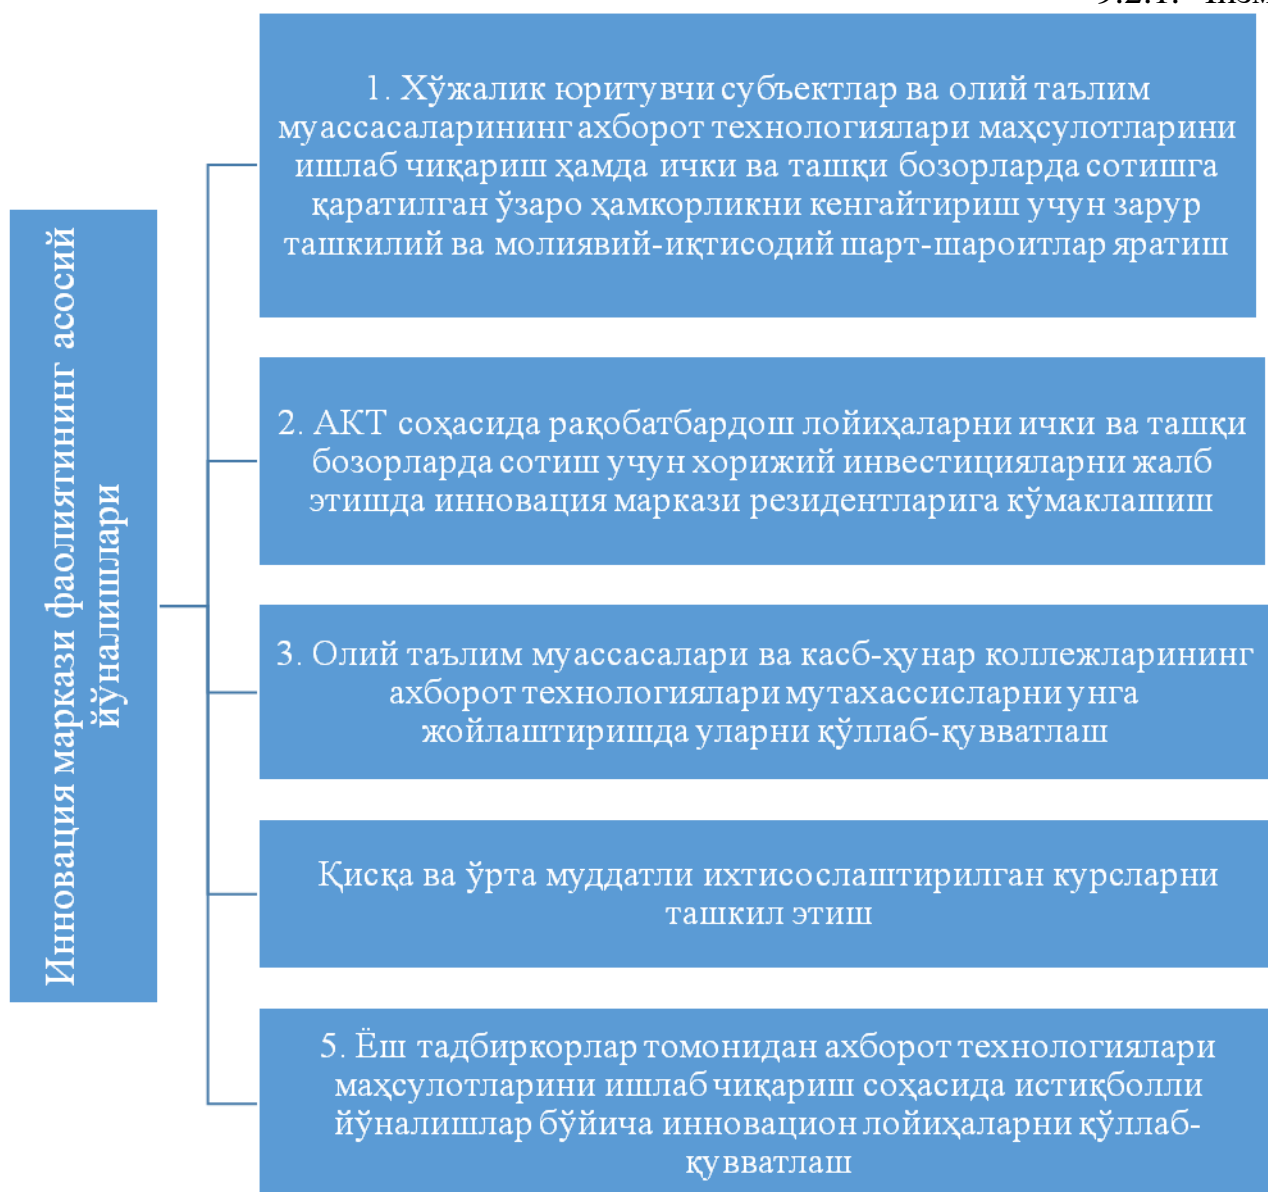 9.2.1.
Инновация маркази фаолиятининг асосий
йўналишлари
1. Хўжалик юритувчи субъектлар ва олий таълим
муассасаларининг ахборот технологиялари маҳсулотларини
ишлаб чиқариш ҳамда ички ва ташқи бозорларда сотишга
қаратилган ўзаро ҳамкорликни кенгайтириш учун зарур
ташкилий ва молиявий-иқтисодий шарт-шароитлар яратиш
2. АКТ соҳасида рақобатбардош лойиҳаларни ички ва ташқи
бозорларда сотиш учун хорижий инвестицияларни жалб
этишда инновация маркази резидентларига кўмаклашиш
3. Олий таълим муассасалари ва касб-ҳунар коллежларининг
ахборот технологиялари мутахассисларни унга
жойлаштиришда уларни қўллаб-қувватлаш
Қисқа ва ўрта муддатли ихтисослаштирилган курсларни
ташкил этиш
5. Ёш тадбиркорлар томонидан ахборот технологиялари
маҳсулотларини ишлаб чиқариш соҳасида истиқболли
йўналишлар бўйича инновацион лойиҳаларни қўллаб-
қувватлаш